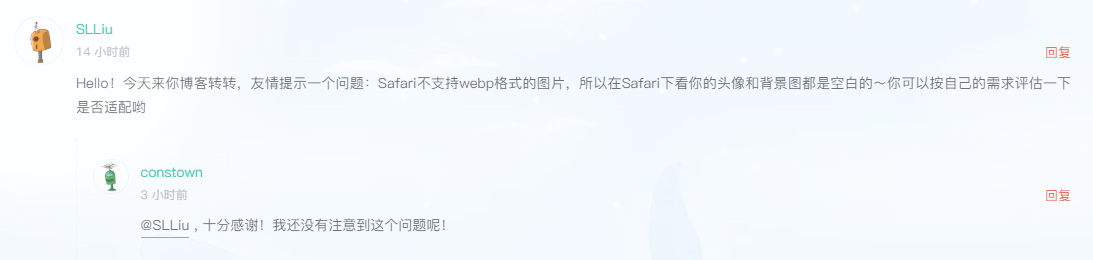 SLLiu
14 小时前
回复
Hello！今天来你博客转转，友情提示一个问题：Safari不支持webp格式的图片，所以在Safari下看你的头像和背景图都是空白的～你可以按自己的需求评估一下
是否适配哟
constown
3 小时前
回复
@SLLiu , 十分感谢！我还没有注意到这个问题呢！